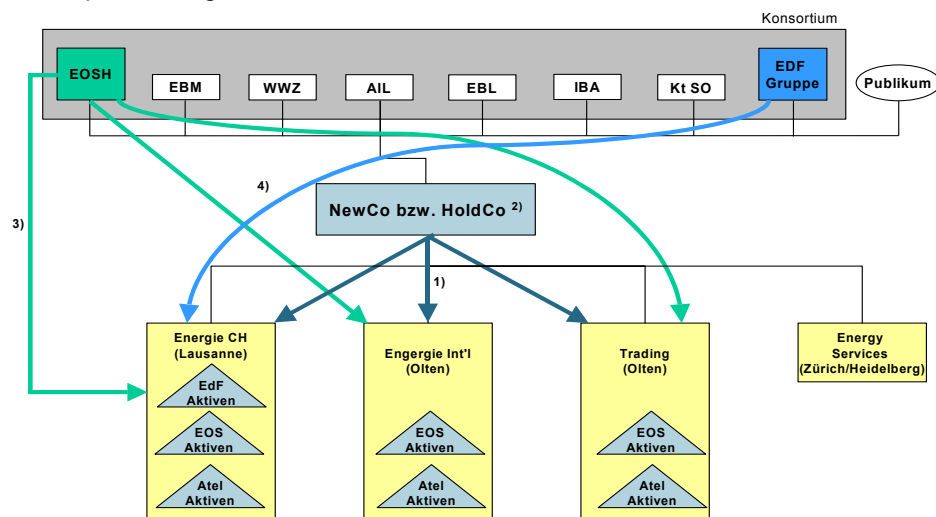 Konsortium
EOSH
EBM
WWZ
AIL
EBL
IBA
Kt SO
EDF
Gruppe
Publikum
4)
NewCo bzw. HoldCo 2)
3)
1)
Energie CH
(Lausanne)
EdF
Aktiven
EOS
Aktiven
Atel
Aktiven
Engergie Int'l
(Olten)
EOS
Aktiven
Atel
Aktiven
Trading
(Olten)
EOS
Aktiven
Atel
Aktiven
Energy
Services
(Zürich/Heidelberg)